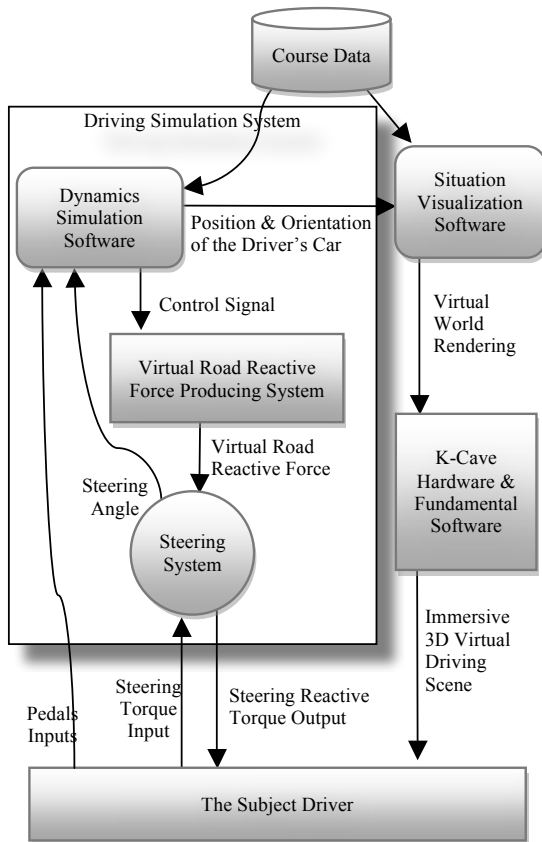 Course Data
Driving Simulation System
Dynamics
Simulation
Software
Situation
Visualization
Software
Position & Orientation
of the Driver's Car
Control Signal
Virtual
World
Rendering
Virtual Road Reactive
Force Producing System
Virtual Road
Reactive Force
K-Cave
Hardware &
Fundamental
Software
Steering
Angle
Steering
System
Immersive
3D Virtual
Driving
Scene
Pedals
Inputs
Steering
Torque
Input
Steering Reactive
Torque Output
The Subject Driver